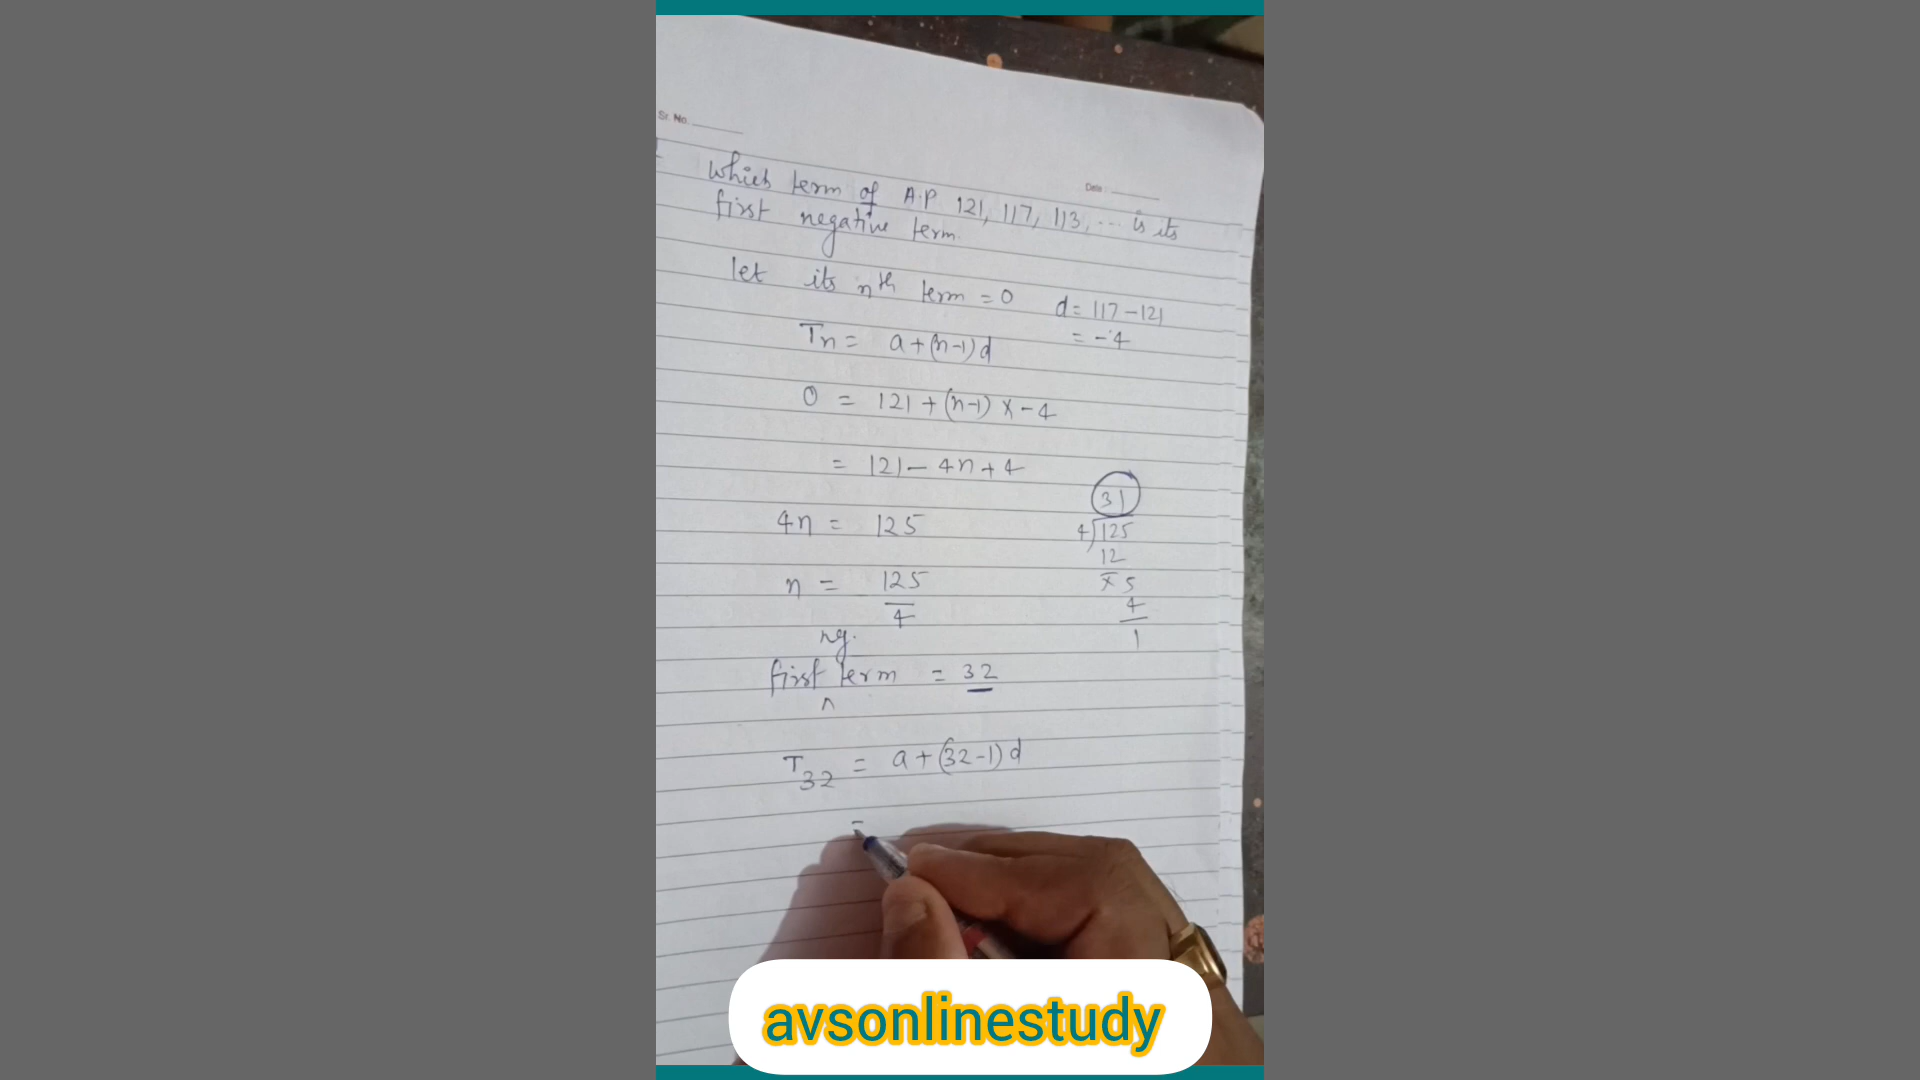 Sr. No.
Date :
Which term of A.P 121, 117, 113, ... is its
first negative term.
let its nth term = 0 d = 117 - 121
= -4
Tn = a + (n-1) d
0 = 121 + (n-1) x - 4
= 121 - 4n + 4
31
4n = 125 4)125
12
n = 125 x 5
4 4
ng. 1
first term = 32
^
T32 = a + (32-1) d
=
avsonlinestudy